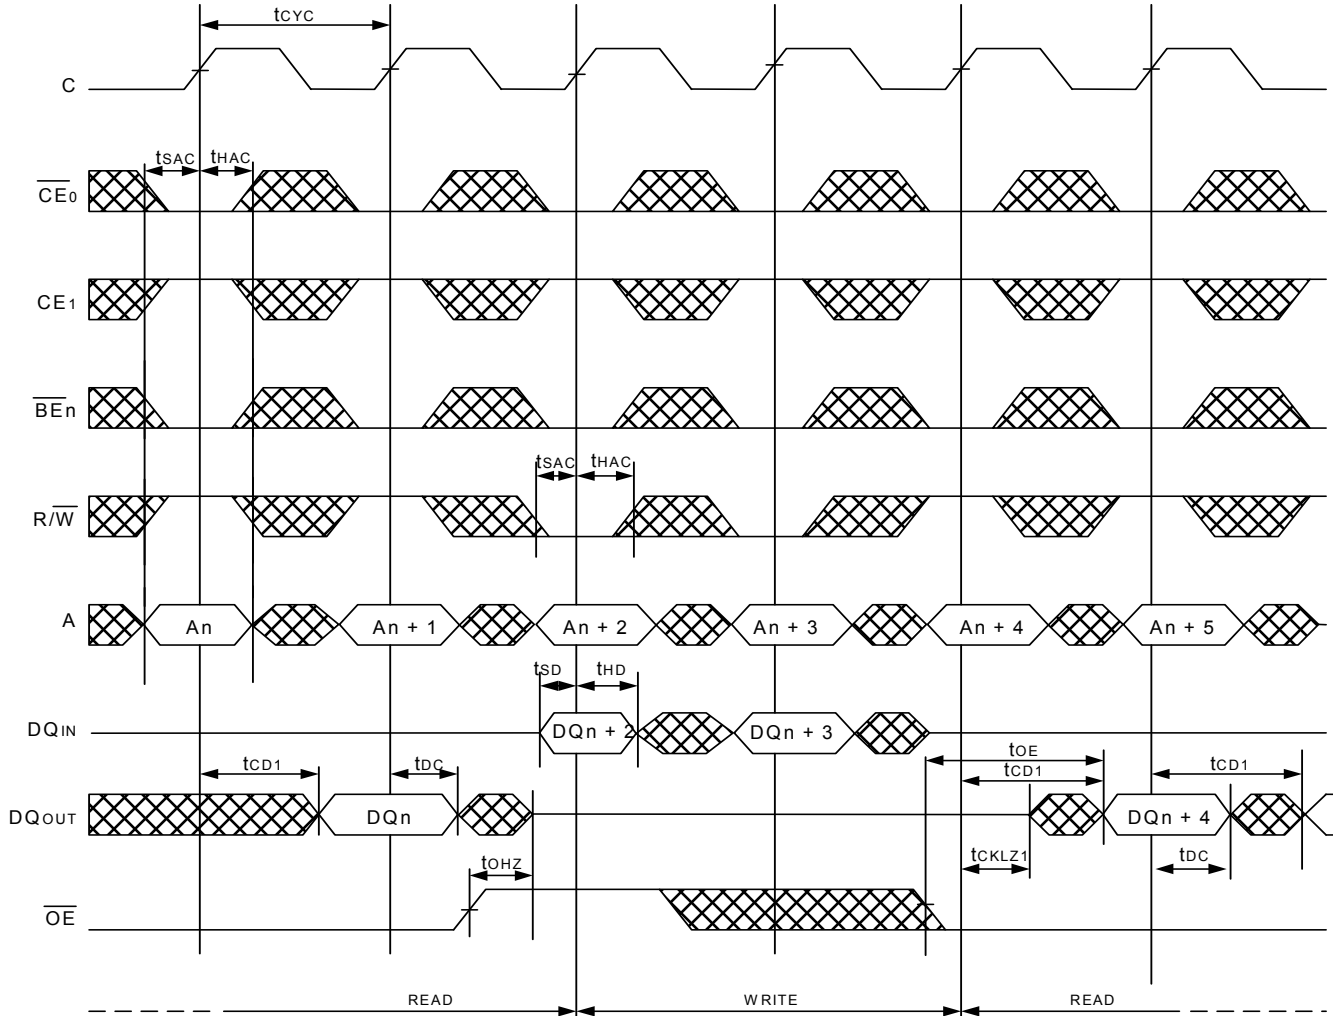 tCYC
C
tSAC tHAC
CE0
CE1
BEn
tSAC tHAC
R/W
A An An + 1 An + 2 An + 3 An + 4 An + 5
tSD tHD
DQIN DQn + 2 DQn + 3
tOE
tCD1 tDC tCD1 tCD1
DQOUT DQn DQn + 4
tOHZ tCKLZ1 tDC
OE
READ WRITE READ